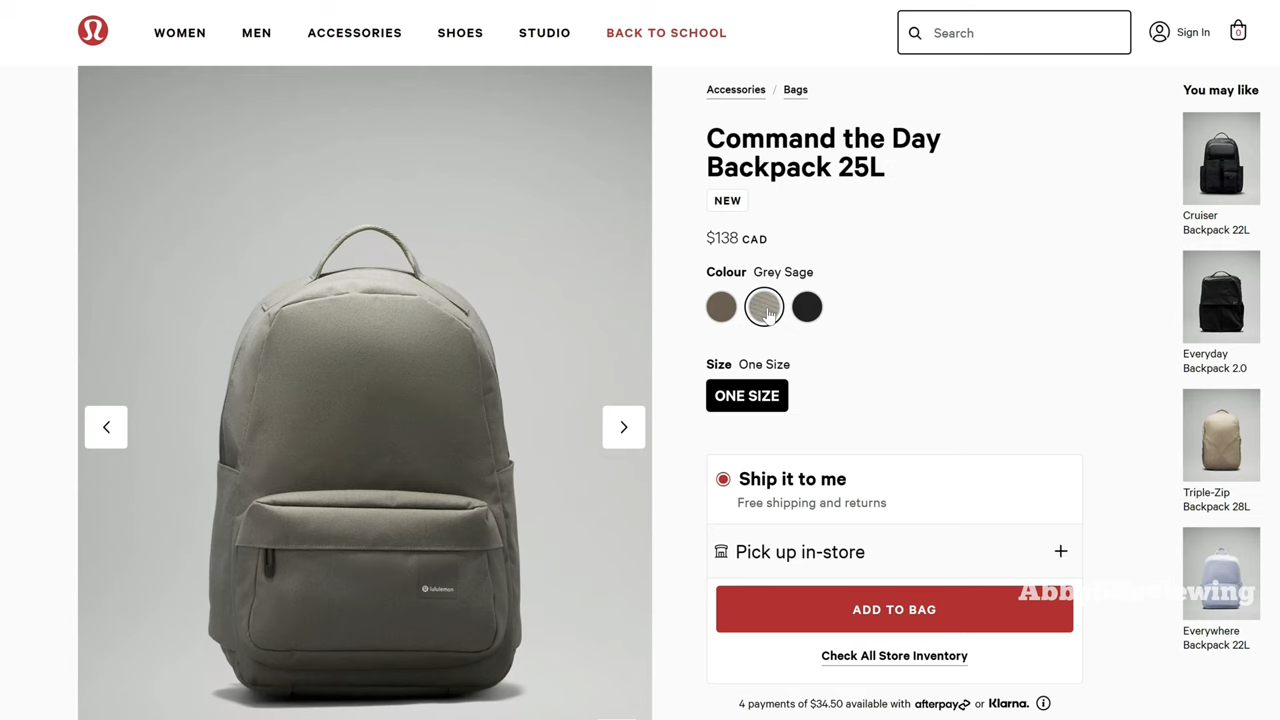 WOMEN MEN ACCESSORIES SHOES STUDIO BACK TO SCHOOL
Search
Sign In
0
Accessories / Bags
Command the Day
Backpack 25L
NEW
$138 CAD
Colour Grey Sage
Size One Size
ONE SIZE
Ship it to me
Free shipping and returns
Pick up in-store
ADD TO BAG
Check All Store Inventory
4 payments of $34.50 available with afterpay or Klarna.
lululemon
You may like
Cruiser
Backpack 22L
Everyday
Backpack 2.0
Triple-Zip
Backpack 28L
Everywhere
Backpack 22L